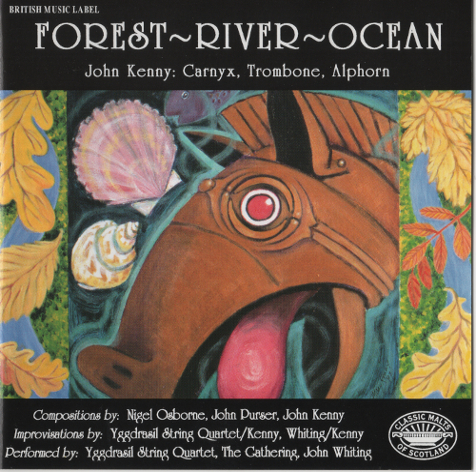 BRITISH MUSIC LABEL
FOREST~RIVER~OCEAN
John Kenny: Carnyx, Trombone, Alphorn
Compositions by: Nigel Osborne, John Purser, John Kenny
Improvisations by: Yggdrasil String Quartet/Kenny, Whiting/Kenny
Performed by: Yggdrasil String Quartet, The Cathering, John Whiting
CLASSIC MALTS
OF SCOTLAND